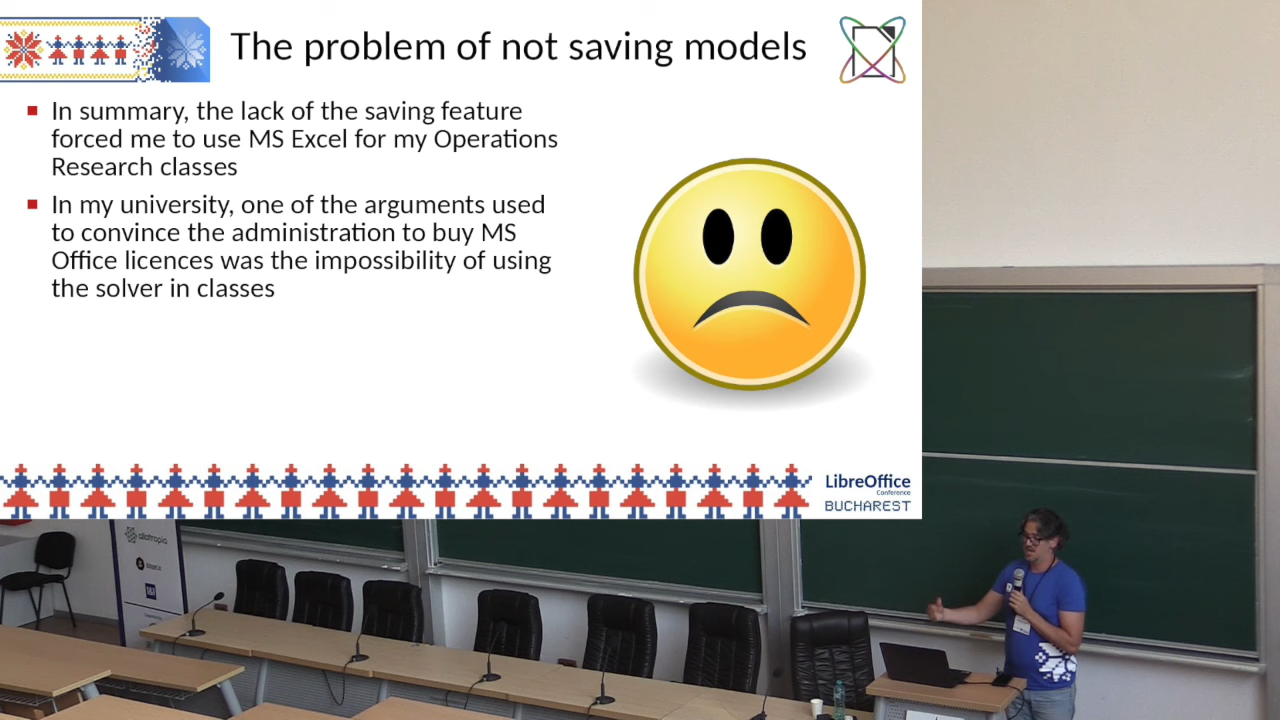 The problem of not saving models
In summary, the lack of the saving feature
forced me to use MS Excel for my Operations
Research classes
In my university, one of the arguments used
to convince the administration to buy MS
Office licences was the impossibility of using
the solver in classes
LibreOffice
Conference
BUCHAREST
allotropia